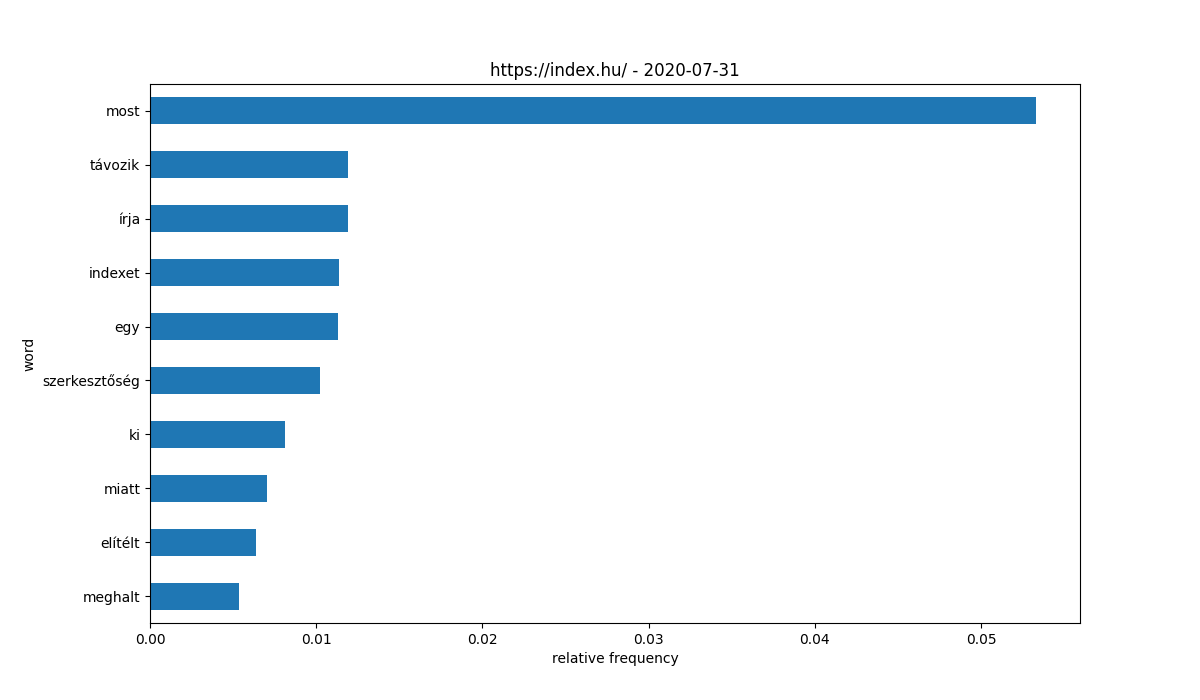 https://index.hu/ - 2020-07-31
most
távozik
írja
indexet
egy
szerkesztőség
ki
miatt
elítélt
meghalt
word
0.00 0.01 0.02 0.03 0.04 0.05
relative frequency